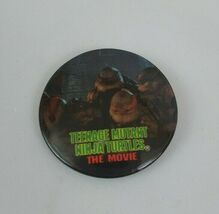 TEENAGE MUTANT
NINJA TURTLES
THE MOVIE